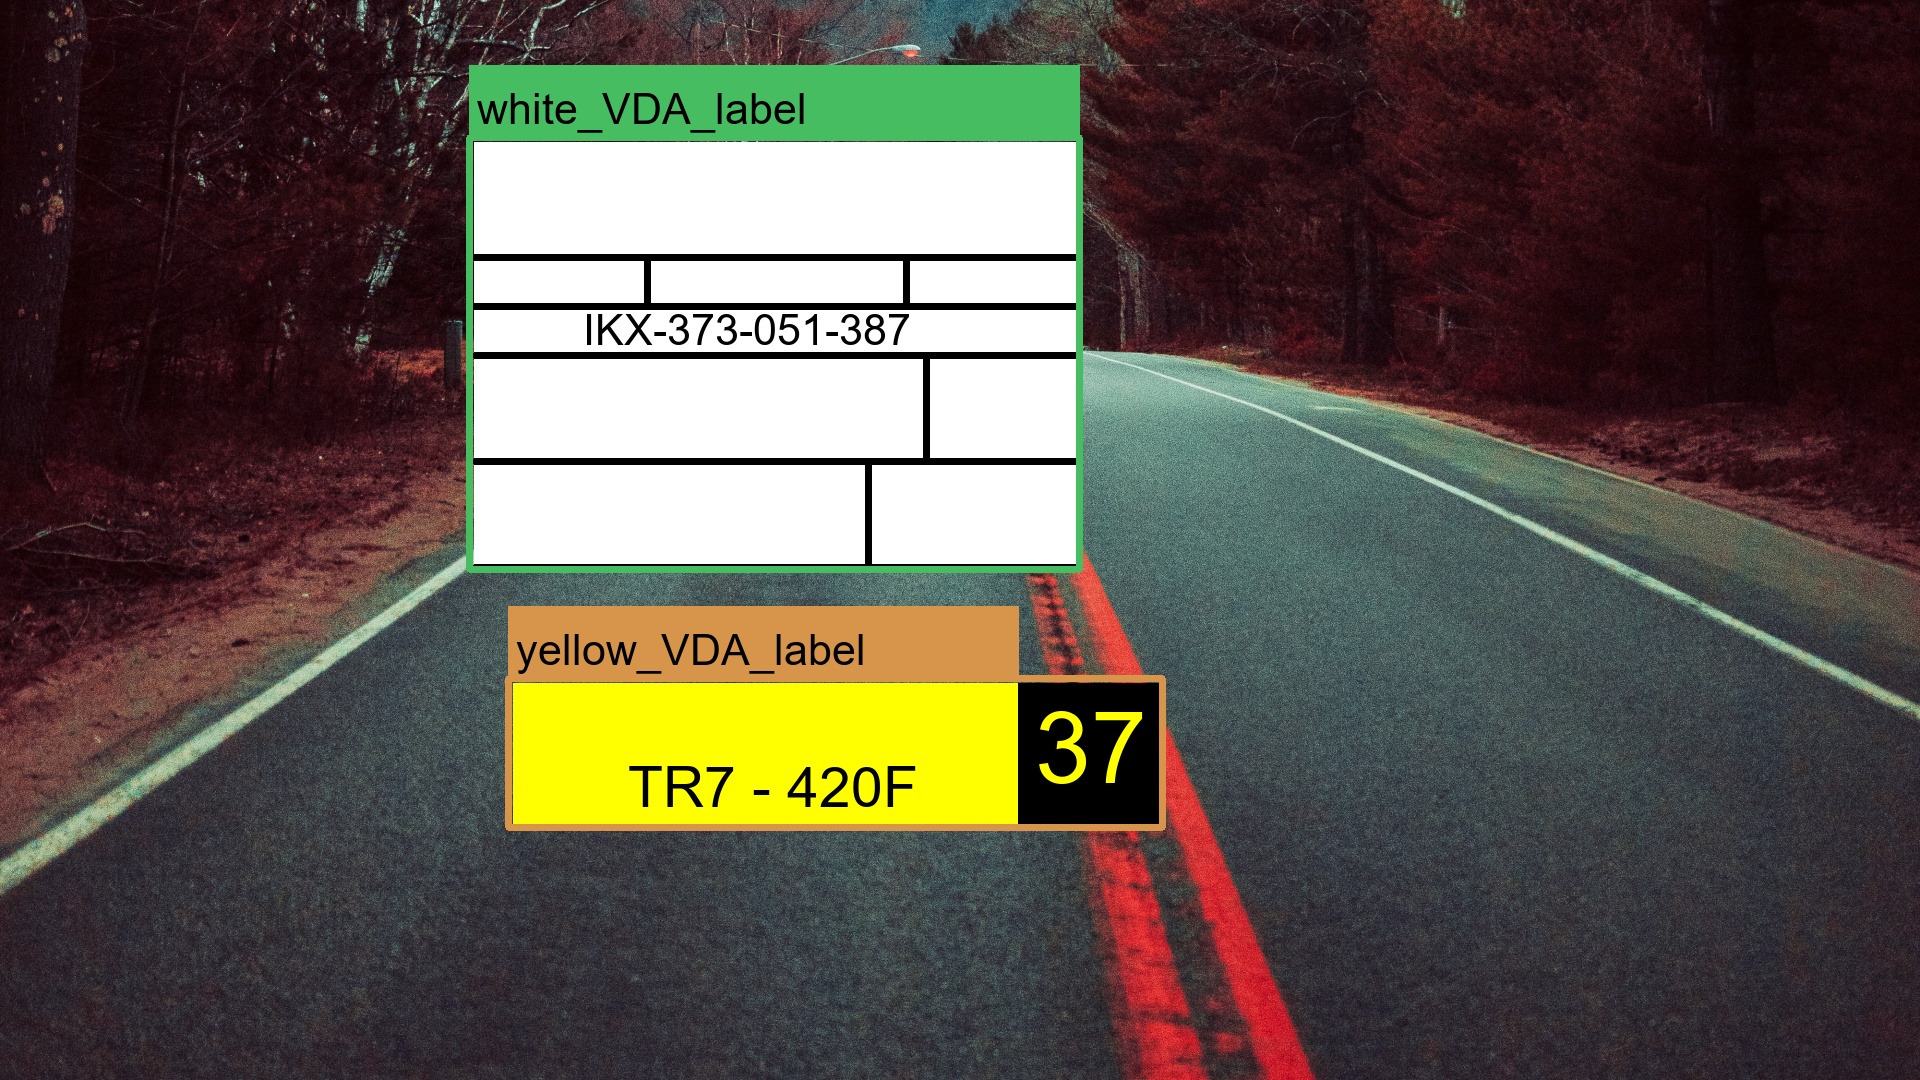 white_VDA_label
IKX-373-051-387
yellow_VDA_label
TR7 - 420F
37